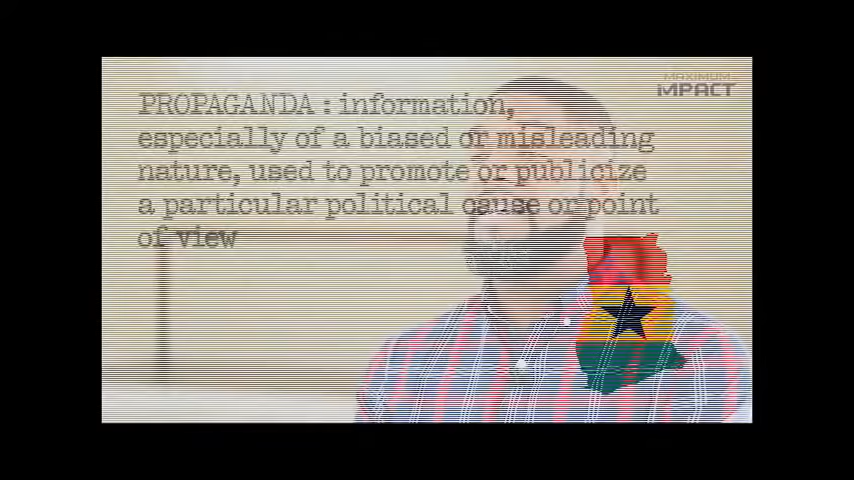 MAXIMUM
IMPACT
PROPAGANDA : information,
especially of a biased or misleading
nature, used to promote or publicize
a particular political cause or point
of view